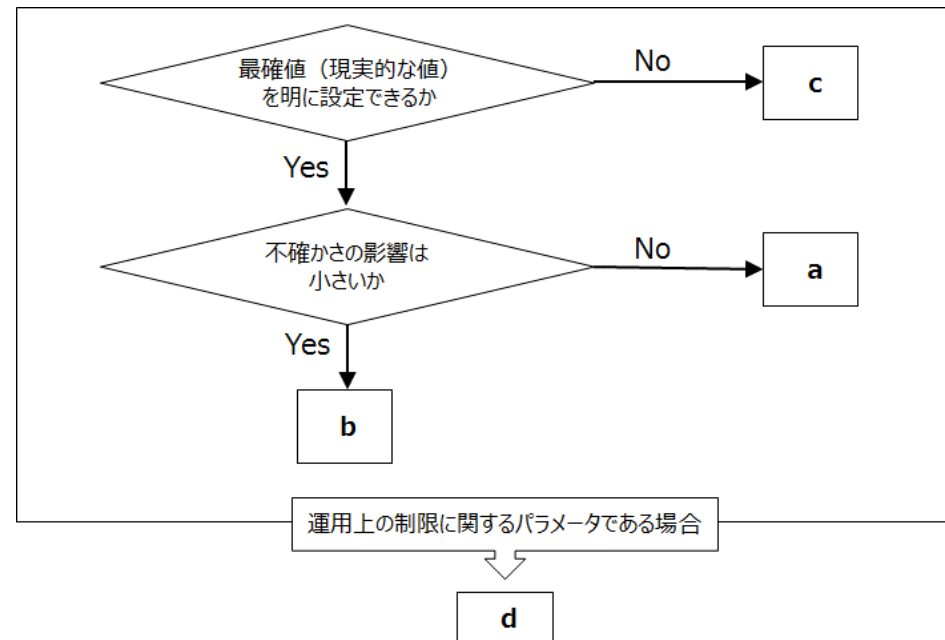 最確値（現実的な値）
を明に設定できるか
No
c
Yes
不確かさの影響は
小さいか
No
a
Yes
b
運用上の制限に関するパラメータである場合
d